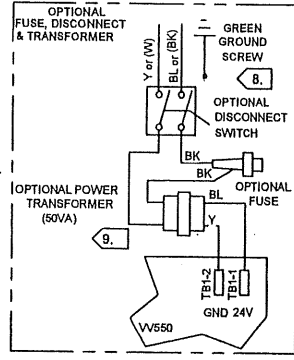 OPTIONAL
FUSE, DISCONNECT
& TRANSFORMER
Y or (W)
BL or (BK)
GREEN
GROUND
SCREW
8.
OPTIONAL
DISCONNECT
SWITCH
BK
BK
OPTIONAL
FUSE
OPTIONAL POWER
TRANSFORMER
(50VA)
BL
Y
9.
TB1-2
TB1-1
GND 24V
VV550